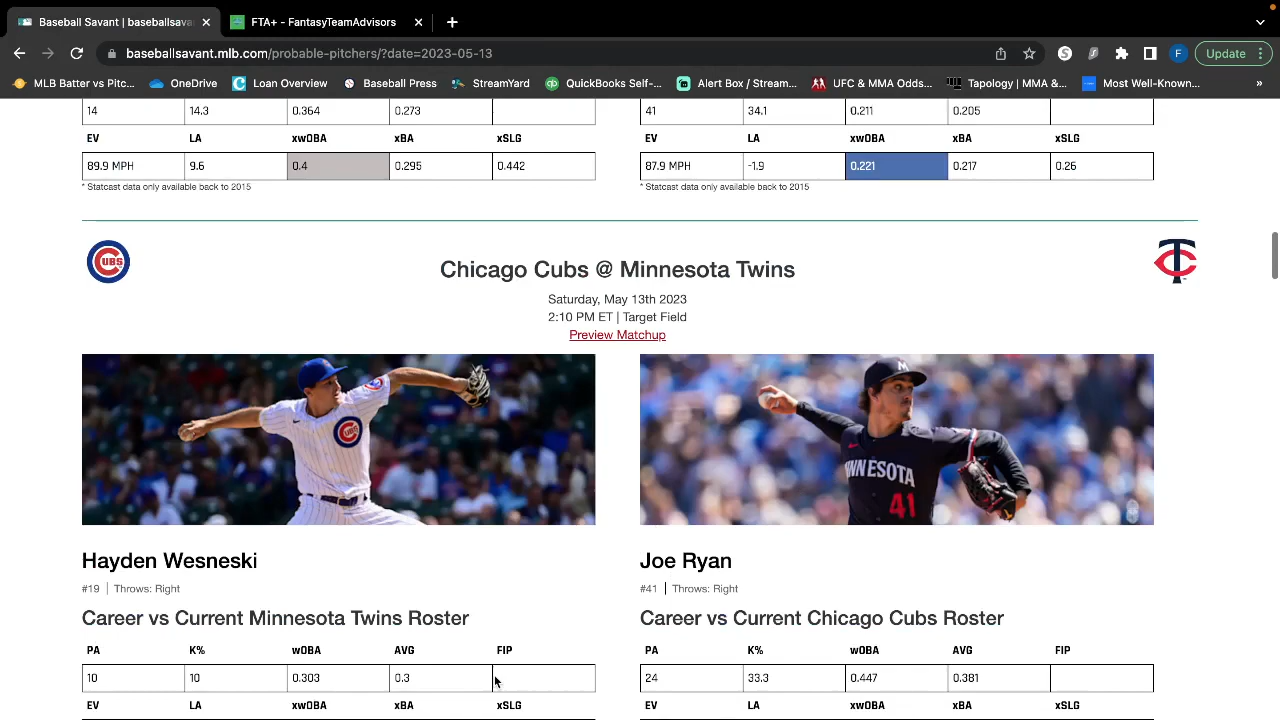 Baseball Savant | baseballsava
FTA+ - FantasyTeamAdvisors
baseballsavant.mlb.com/probable-pitchers/?date=2023-05-13
F
Update
MLB Batter vs Pitc...
OneDrive
Loan Overview
Baseball Press
StreamYard
QuickBooks Self-...
Alert Box / Stream...
UFC & MMA Odds...
Tapology | MMA &...
Most Well-Known...
»
14 14.3 0.364 0.273
EV LA xwOBA xBA xSLG
89.9 MPH 9.6 0.4 0.295 0.442
* Statcast data only available back to 2015
41 34.1 0.211 0.205
EV LA xwOBA xBA xSLG
87.9 MPH -1.9 0.221 0.217 0.26
* Statcast data only available back to 2015
CUBS
Chicago Cubs @ Minnesota Twins
TC
Saturday, May 13th 2023
2:10 PM ET | Target Field
Preview Matchup
CUBS
M
MINNESOTA
41
Hayden Wesneski
#19 | Throws: Right
Career vs Current Minnesota Twins Roster
PA K% wOBA AVG FIP
10 10 0.303 0.3
EV LA xwOBA xBA xSLG
Joe Ryan
#41 | Throws: Right
Career vs Current Chicago Cubs Roster
PA K% wOBA AVG FIP
24 33.3 0.447 0.381
EV LA xwOBA xBA xSLG